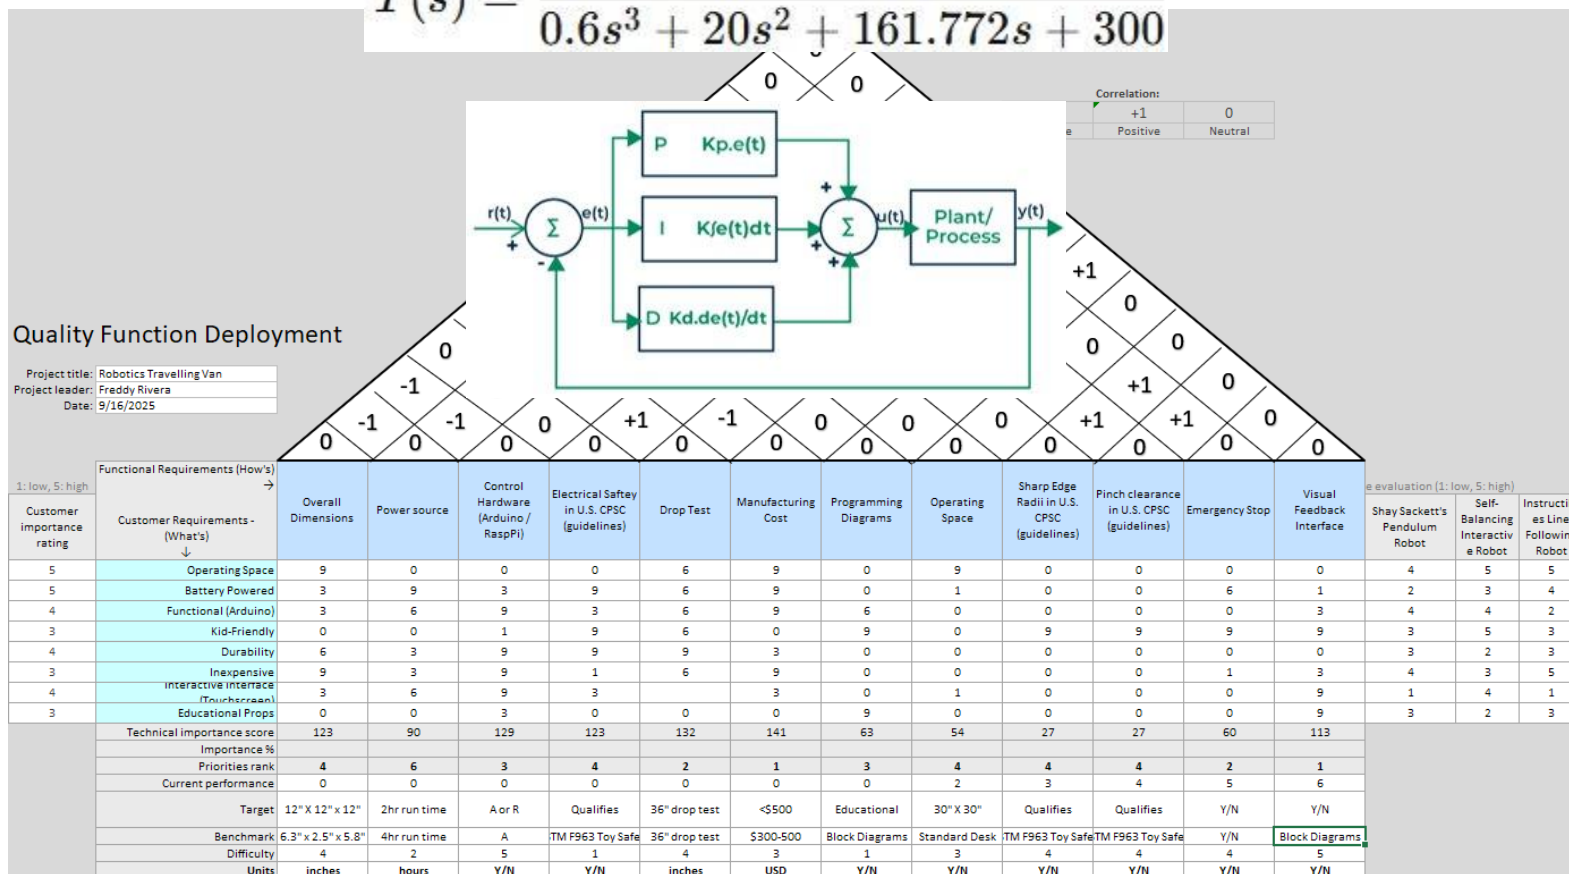 0.6s³ + 20s² + 161.772s + 300
0 0
Correlation:
+1 0
e Positive Neutral
P Kp.e(t)
r(t) + - Σ e(t) I K∫e(t)dt + + + Σ u(t) Plant/ Process y(t)
D Kd.de(t)/dt
+1
0
0 0 0
Quality Function Deployment
-1 +1 0
Project title: Robotics Travelling Van
Project leader: Freddy Rivera
Date: 9/16/2025
-1 -1 0 +1 -1 0 0 0 +1 +1 0
0 0 0 0 0 0 0 0 0 0 0 0
1: low, 5: high
Customer importance rating
Functional Requirements (How's) →
Customer Requirements - (What's) ↓
Overall Dimensions
Power source
Control Hardware (Arduino / RaspPi)
Electrical Saftey in U.S. CPSC (guidelines)
Drop Test
Manufacturing Cost
Programming Diagrams
Operating Space
Sharp Edge Radii in U.S. CPSC (guidelines)
Pinch clearance in U.S. CPSC (guidelines)
Emergency Stop
Visual Feedback Interface
e evaluation (1: low, 5: high)
Shay Sackett's Pendulum Robot
Self-Balancing Interactiv e Robot
Instructi es Line Followin Robot
5 Operating Space 9 0 0 0 6 9 0 9 0 0 0 0 4 5 5
5 Battery Powered 3 9 3 9 6 9 0 1 0 0 6 1 2 3 4
4 Functional (Arduino) 3 6 9 3 6 9 6 0 0 0 0 3 4 4 2
3 Kid-Friendly 0 0 1 9 6 0 9 0 9 9 9 9 3 5 3
4 Durability 6 3 9 9 9 3 0 0 0 0 0 0 3 2 3
3 Inexpensive 9 3 9 1 6 9 0 0 0 0 1 3 4 3 5
4 Interactive Interface (Touchscreen) 3 6 9 3 3 0 1 0 0 0 9 1 4 1
3 Educational Props 0 0 3 0 0 0 9 0 0 0 0 9 3 2 3
Technical importance score 123 90 129 123 132 141 63 54 27 27 60 113
Importance %
Priorities rank 4 6 3 4 2 1 3 4 4 4 2 1
Current performance 0 0 0 0 0 0 0 2 3 4 5 6
Target 12" X 12" x 12" 2hr run time A or R Qualifies 36" drop test <$500 Educational 30" X 30" Qualifies Qualifies Y/N Y/N
Benchmark 6.3" x 2.5" x 5.8" 4hr run time A TM F963 Toy Safe 36" drop test $300-500 Block Diagrams Standard Desk TM F963 Toy Safe TM F963 Toy Safe Y/N Block Diagrams
Difficulty 4 2 5 1 4 3 1 3 4 4 4 5
Units inches hours Y/N Y/N inches USD Y/N Y/N Y/N Y/N Y/N Y/N